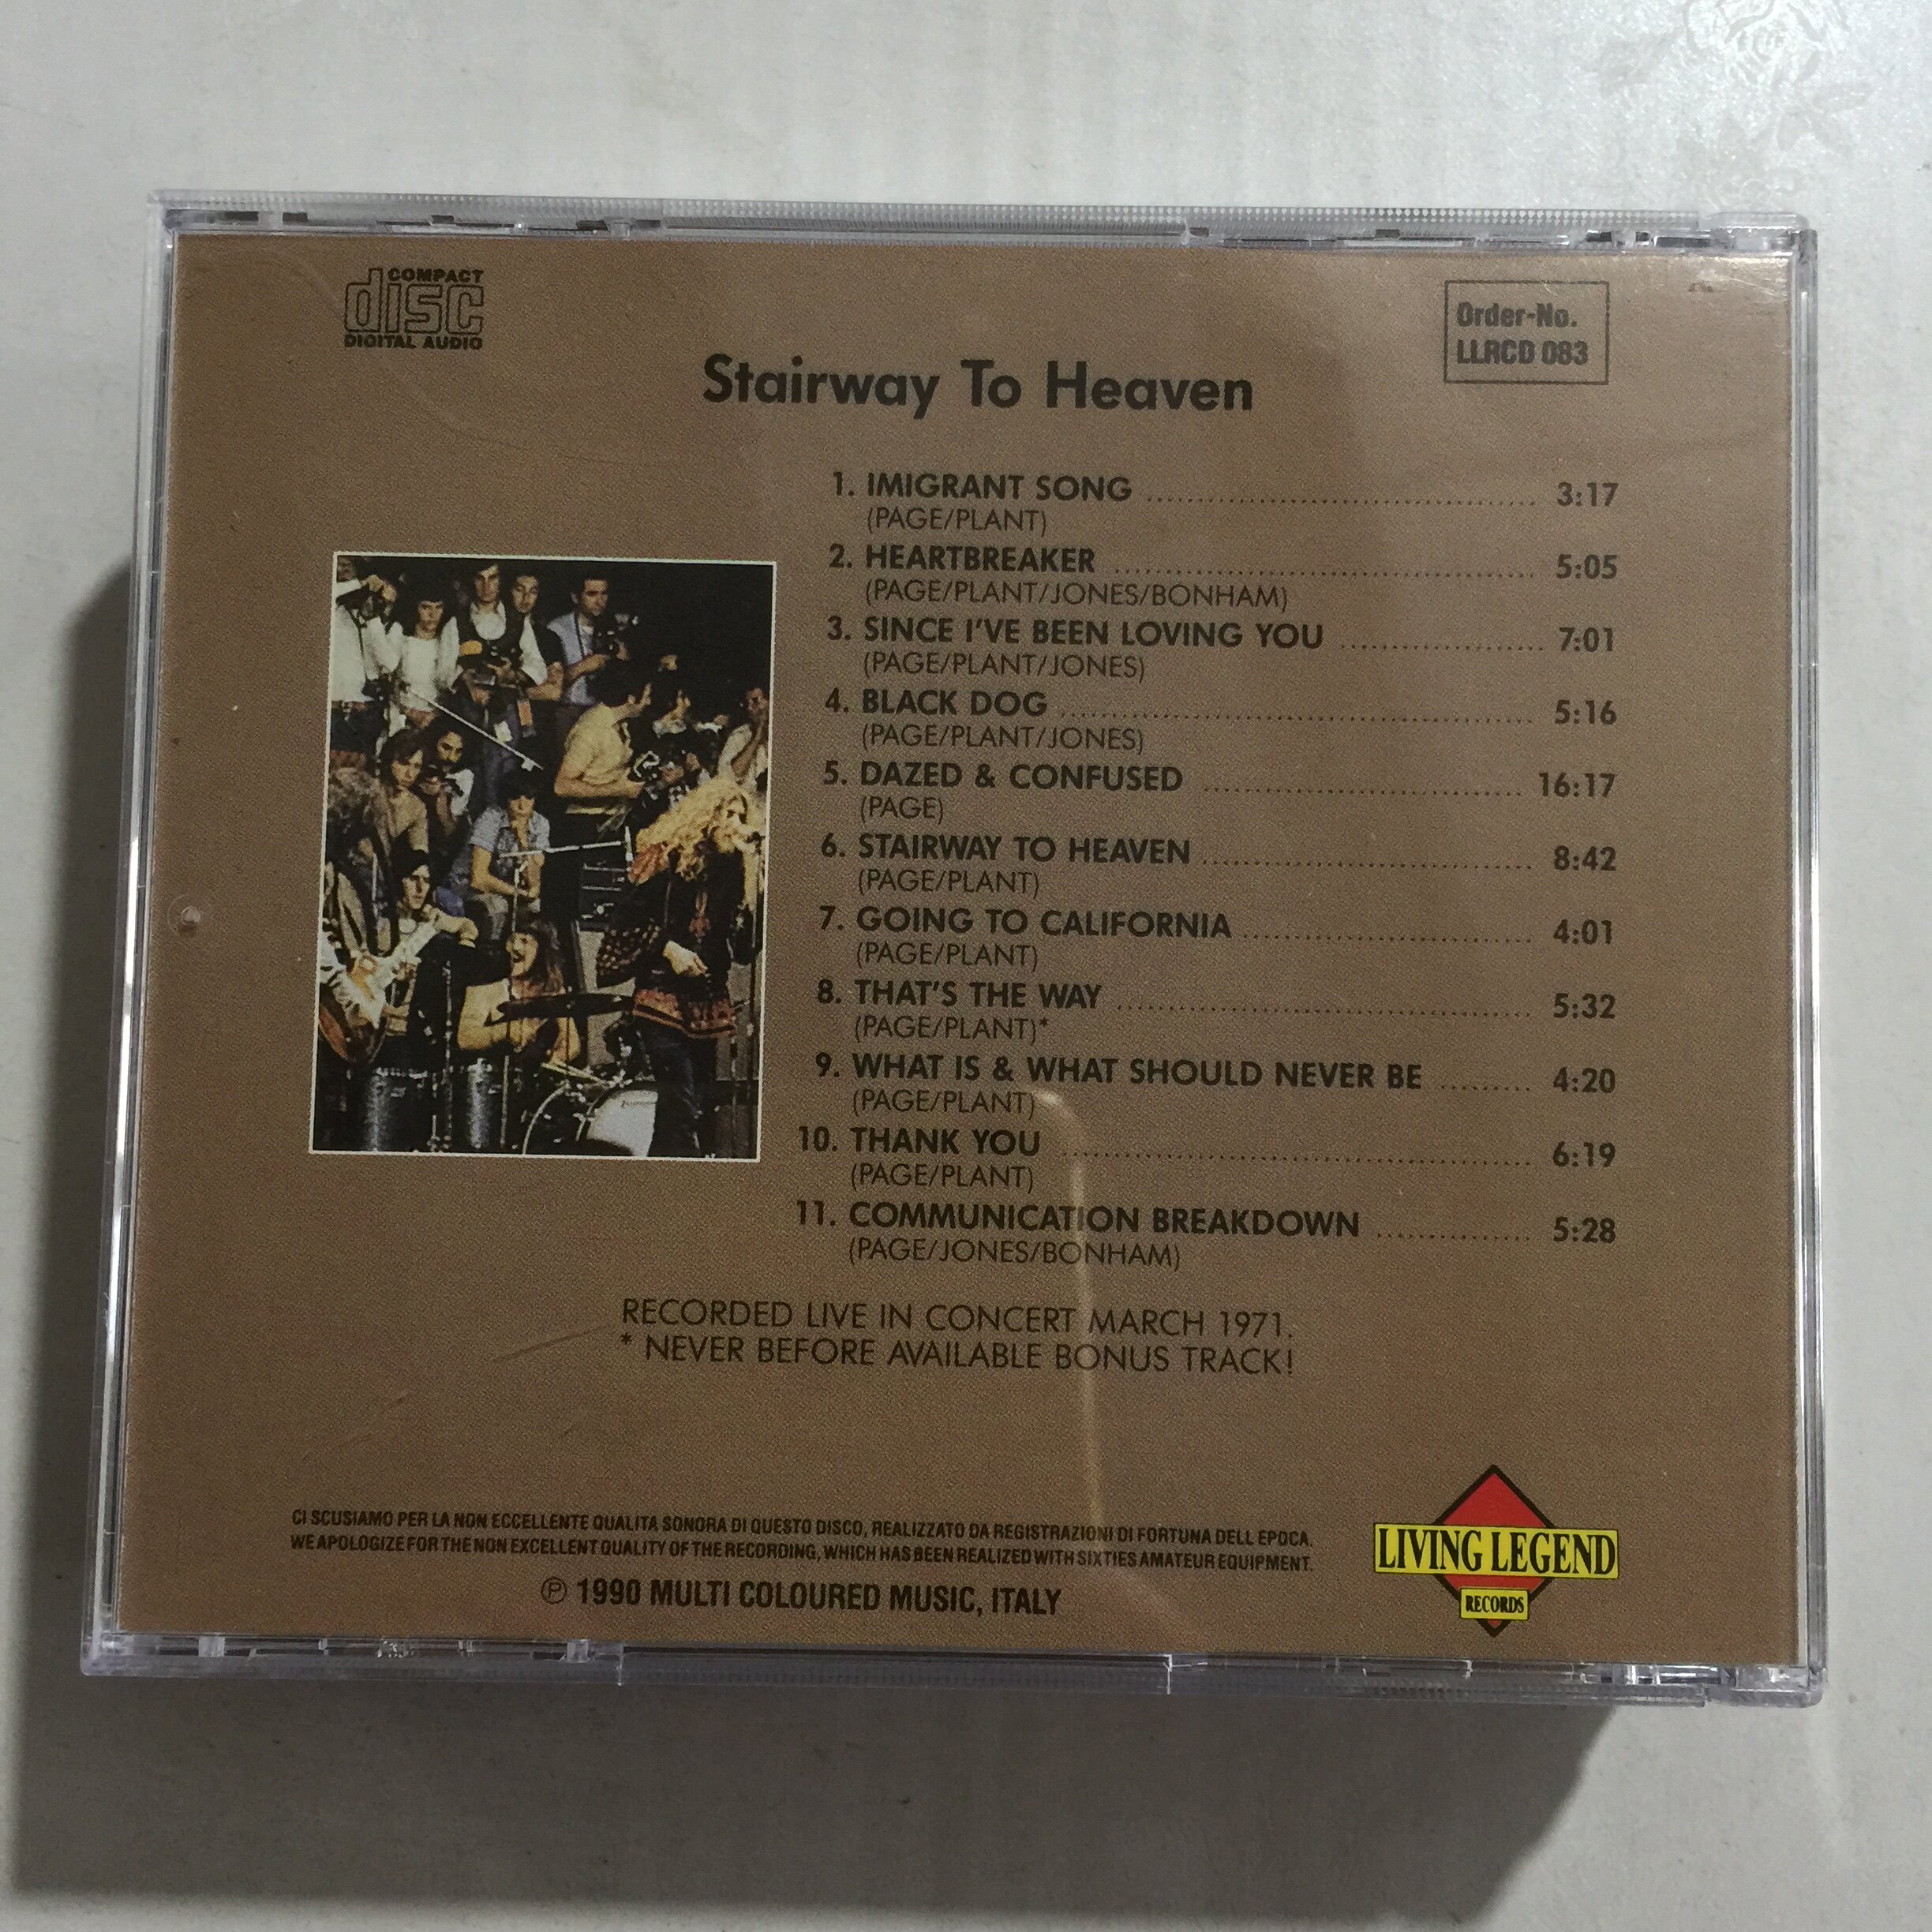 COMPACT
disc
DIGITAL AUDIO
Order-No.
LLRCD 083
Stairway To Heaven
1. IMIGRANT SONG ........................ 3:17
(PAGE/PLANT)
2. HEARTBREAKER ........................ 5:05
(PAGE/PLANT/JONES/BONHAM)
3. SINCE I'VE BEEN LOVING YOU ............ 7:01
(PAGE/PLANT/JONES)
4. BLACK DOG ........................ 5:16
(PAGE/PLANT/JONES)
5. DAZED & CONFUSED .................. 16:17
(PAGE)
6. STAIRWAY TO HEAVEN .................. 8:42
(PAGE/PLANT)
7. GOING TO CALIFORNIA .................. 4:01
(PAGE/PLANT)
8. THAT'S THE WAY ........................ 5:32
(PAGE/PLANT)*
9. WHAT IS & WHAT SHOULD NEVER BE ......... 4:20
(PAGE/PLANT)
10. THANK YOU ........................ 6:19
(PAGE/PLANT)
11. COMMUNICATION BREAKDOWN ............ 5:28
(PAGE/JONES/BONHAM)
RECORDED LIVE IN CONCERT MARCH 1971.
* NEVER BEFORE AVAILABLE BONUS TRACK!
CI SCUSIAMO PER LA NON ECCELLENTE QUALITA SONORA DI QUESTO DISCO, REALIZZATO DA REGISTRAZIONI DI FORTUNA DELL EPOCA.
WE APOLOGIZE FOR THE NON EXCELLENT QUALITY OF THE RECORDING, WHICH HAS BEEN REALIZED WITH SIXTIES AMATEUR EQUIPMENT.
℗ 1990 MULTI COLOURED MUSIC, ITALY
LIVING LEGEND
RECORDS